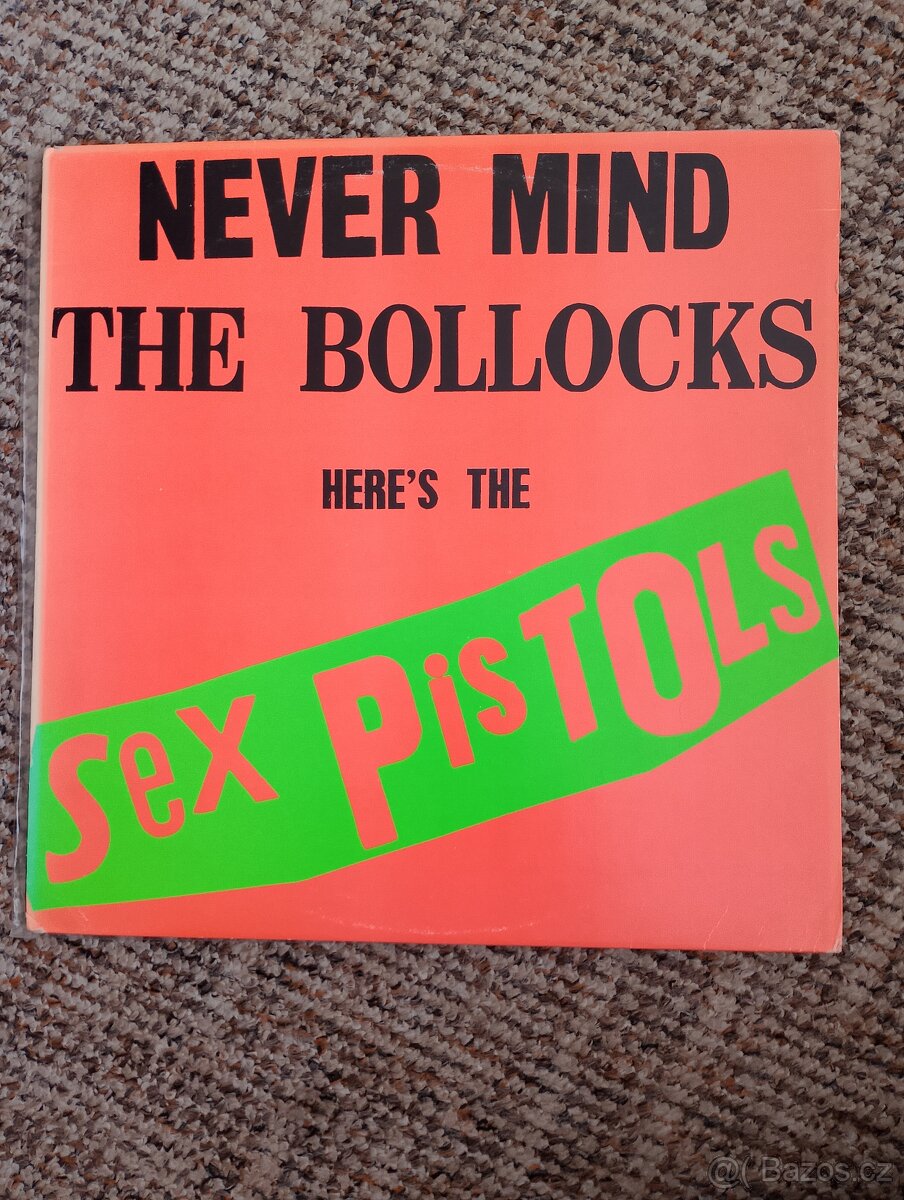 NEVER MIND
THE BOLLOCKS
HERE'S THE
Sex PiSTOLS
@( Bazos.cz